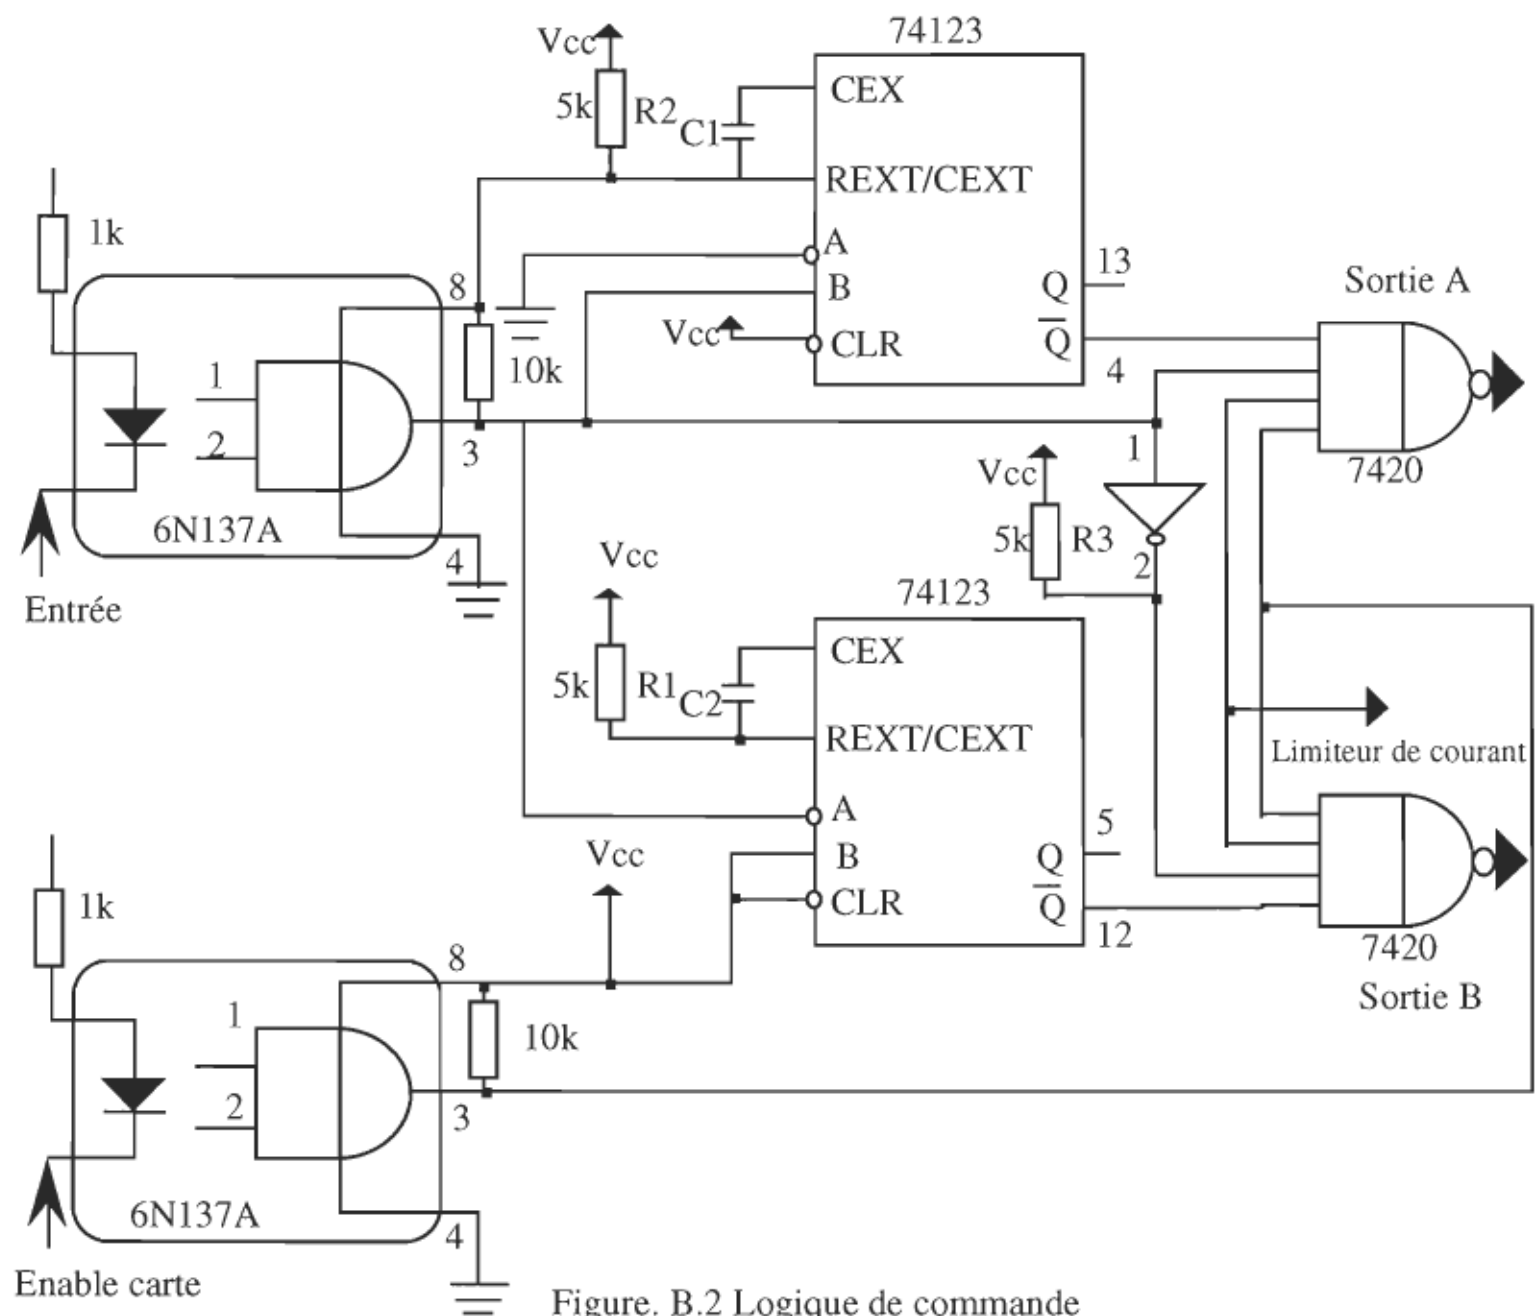 74123
Vcc
CEX
5k
R2
C1
REXT/CEXT
1k
A
8
B
Q
13
Sortie A
Vcc
CLR
Q
4
10k
1
2
3
1
7420
Vcc
6N137A
5k
R3
2
4
Vcc
74123
Entrée
CEX
5k
R1
C2
REXT/CEXT
Limiteur de courant
A
5
Vcc
B
Q
1k
CLR
Q
12
7420
8
Sortie B
1
10k
2
3
6N137A
4
Enable carte
Figure. B.2 Logique de commande